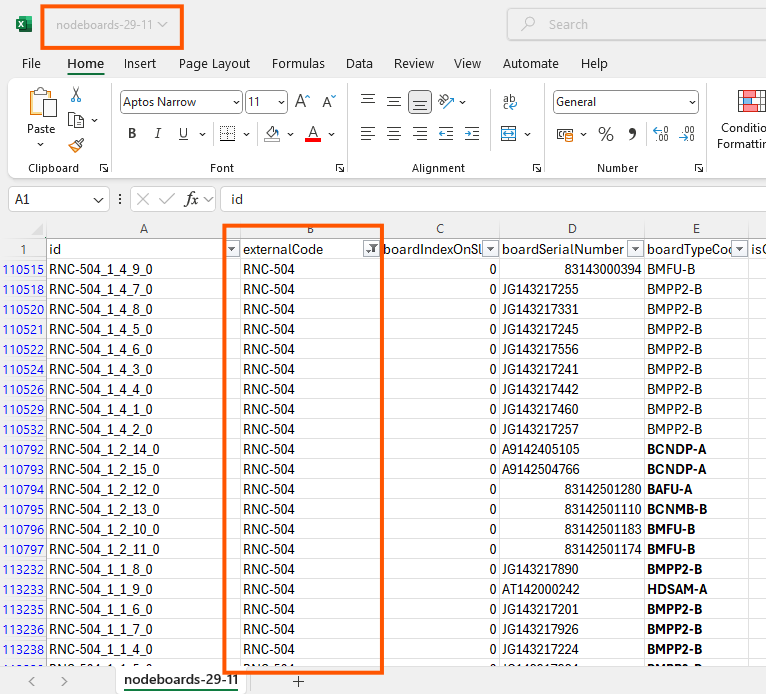 nodeboards-29-11
Search
File Home Insert Page Layout Formulas Data Review View Automate Help
Paste
Aptos Narrow 11
B I U A
General
Conditio
Formatting
Clipboard Font Alignment Number
A1 fx id
A B C D E
1 id externalCode boardIndexOnSl boardSerialNumber boardTypeCod
110515 RNC-504_1_4_9_0 RNC-504 0 83143000394 BMFU-B
110518 RNC-504_1_4_7_0 RNC-504 0 JG143217255 BMPP2-B
110520 RNC-504_1_4_8_0 RNC-504 0 JG143217331 BMPP2-B
110521 RNC-504_1_4_5_0 RNC-504 0 JG143217245 BMPP2-B
110522 RNC-504_1_4_6_0 RNC-504 0 JG143217556 BMPP2-B
110524 RNC-504_1_4_3_0 RNC-504 0 JG143217241 BMPP2-B
110526 RNC-504_1_4_4_0 RNC-504 0 JG143217442 BMPP2-B
110529 RNC-504_1_4_1_0 RNC-504 0 JG143217460 BMPP2-B
110532 RNC-504_1_4_2_0 RNC-504 0 JG143217257 BMPP2-B
110792 RNC-504_1_2_14_0 RNC-504 0 A9142405105 BCNDP-A
110793 RNC-504_1_2_15_0 RNC-504 0 A9142504766 BCNDP-A
110794 RNC-504_1_2_12_0 RNC-504 0 83142501280 BAFU-A
110795 RNC-504_1_2_13_0 RNC-504 0 83142501110 BCNMB-B
110796 RNC-504_1_2_10_0 RNC-504 0 83142501183 BMFU-B
110797 RNC-504_1_2_11_0 RNC-504 0 83142501174 BMFU-B
113232 RNC-504_1_1_8_0 RNC-504 0 JG143217890 BMPP2-B
113233 RNC-504_1_1_9_0 RNC-504 0 AT142000242 HDSAM-A
113235 RNC-504_1_1_6_0 RNC-504 0 JG143217201 BMPP2-B
113236 RNC-504_1_1_7_0 RNC-504 0 JG143217926 BMPP2-B
113238 RNC-504_1_1_4_0 RNC-504 0 JG143217224 BMPP2-B
nodeboards-29-11